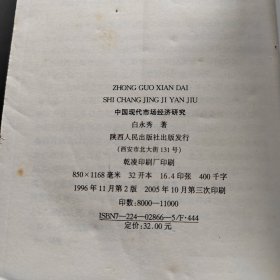 ZHONG GUO XIAN DAI
SHI CHANG JING JI YAN JIU
中国现代市场经济研究
白永秀 著
陕西人民出版社出版发行
(西安市北大街131号)
乾陵印刷厂印刷
850×1168毫米 32开本 16.4印张 400千字
1996年11月第2版 2005年10月第三次印刷
印数:8000—11000
ISBN7—224—02866—5/F·444
定价:32.00元